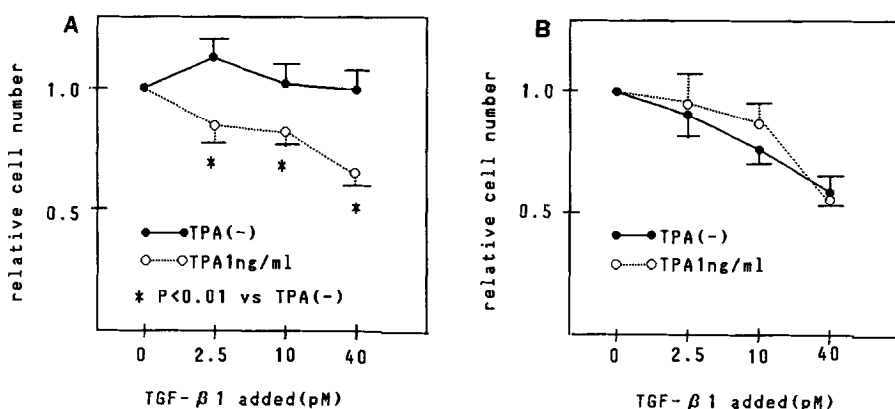 A
relative cell number
1.0
0.5
TPA(-)
TPA1ng/ml
* P<0.01 vs TPA(-)
*
*
*
0 2.5 10 40
TGF-β1 added(pM)
B
relative cell number
1.0
0.5
TPA(-)
TPA1ng/ml
0 2.5 10 40
TGF-β1 added(pM)